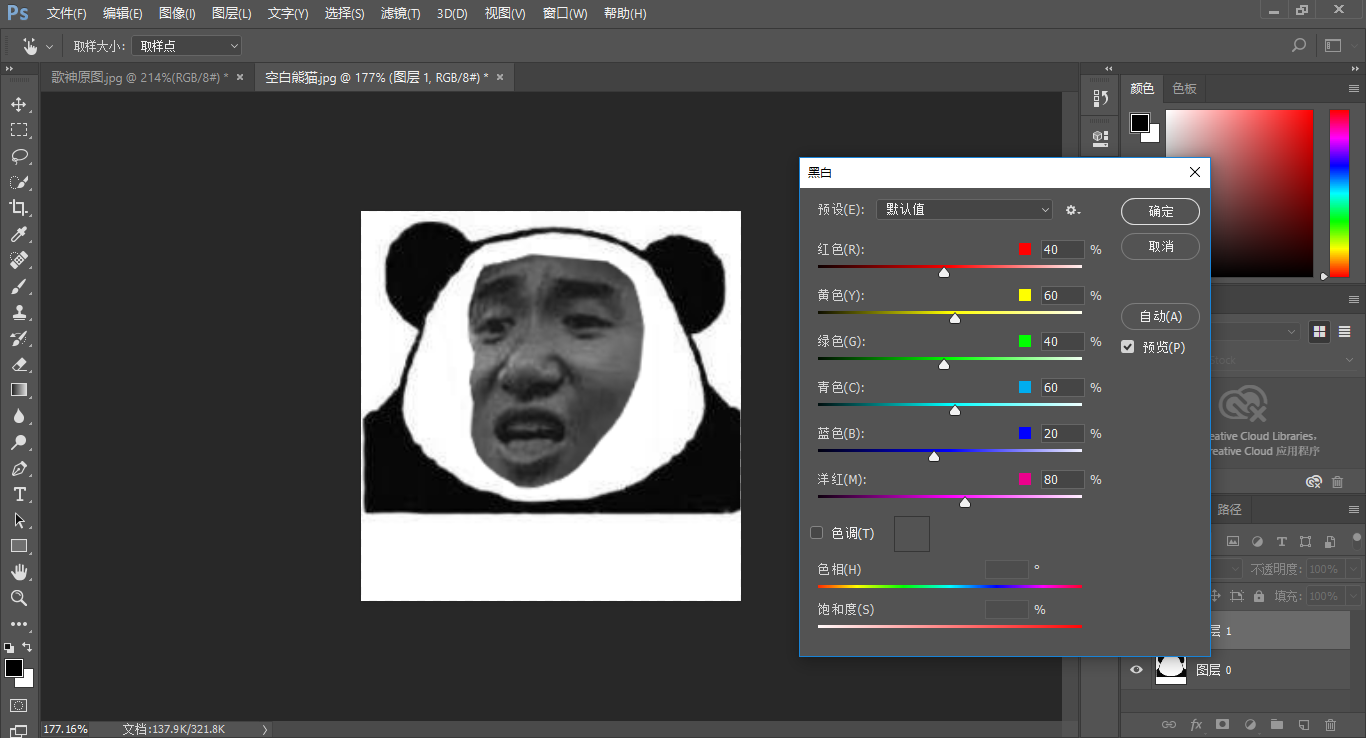 Ps 文件(F) 编辑(E) 图像(I) 图层(L) 文字(Y) 选择(S) 滤镜(T) 3D(D) 视图(V) 窗口(W) 帮助(H)
取样大小: 取样点
歌神原图.jpg @ 214%(RGB/8#) * ×
空白熊猫.jpg @ 177% (图层 1, RGB/8#) * ×
颜色 色板
黑白
预设(E): 默认值
确定
取消
自动(A)
预览(P)
红色(R): 40 %
黄色(Y): 60 %
绿色(G): 40 %
青色(C): 60 %
蓝色(B): 20 %
洋红(M): 80 %
色调(T)
色相(H) °
饱和度(S) %
tock
eative Cloud Libraries,
reative Cloud 应用程序
路径
不透明度: 100%
填充: 100%
层 1
图层 0
fx
177.16% 文档:137.9K/321.8K